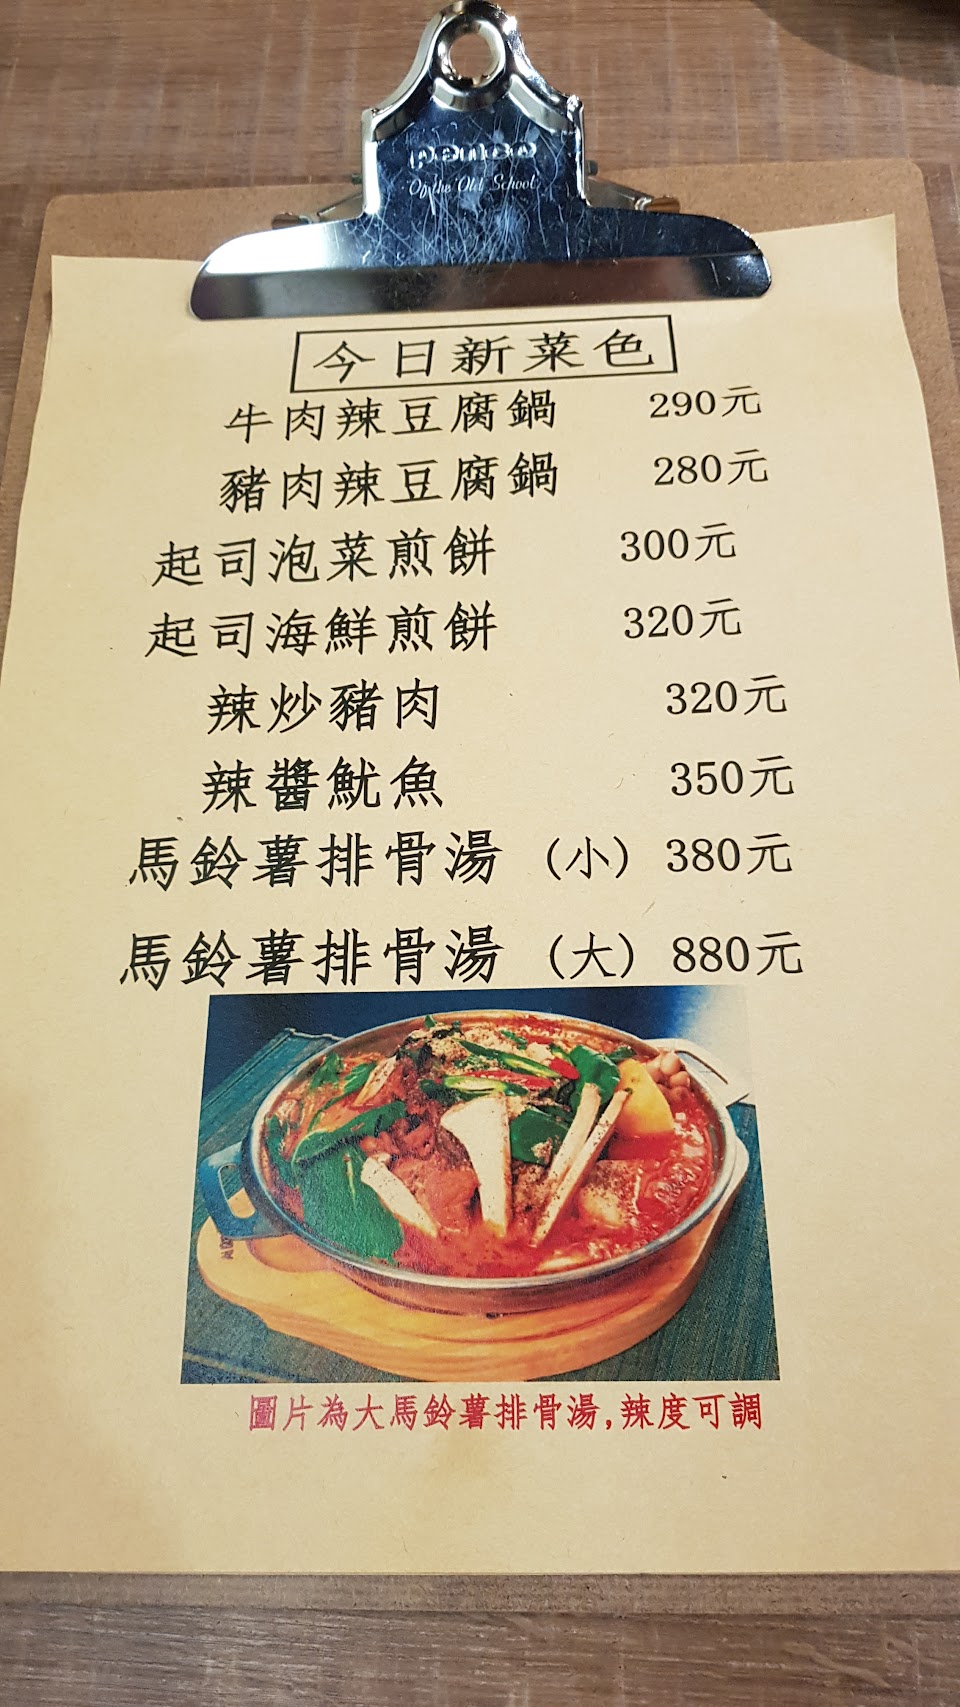 Of the Old School
今日新菜色
牛肉辣豆腐鍋 290元
豬肉辣豆腐鍋 280元
起司泡菜煎餅 300元
起司海鮮煎餅 320元
辣炒豬肉 320元
辣醬魷魚 350元
馬鈴薯排骨湯 (小) 380元
馬鈴薯排骨湯 (大) 880元
圖片為大馬鈴薯排骨湯,辣度可調